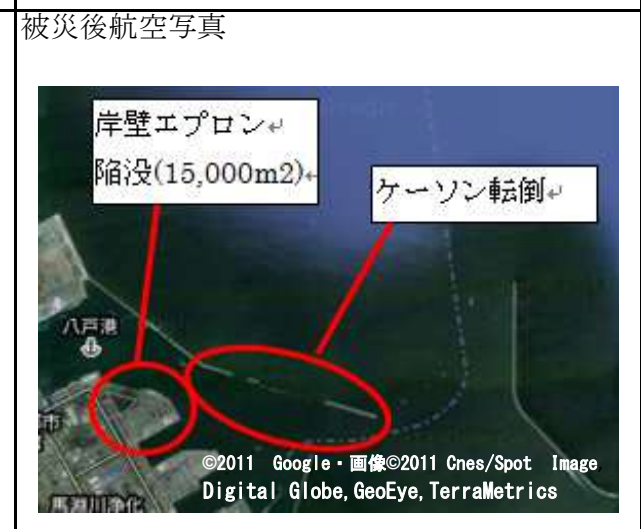 被災後航空写真
岸壁エプロン↵
陥没(15,000m2)↵
ケーソン転倒↵
八戸港
市
馬淵川浄化
©2011 Google・画像©2011 Cnes/Spot Image
Digital Globe,GeoEye,TerraMetrics